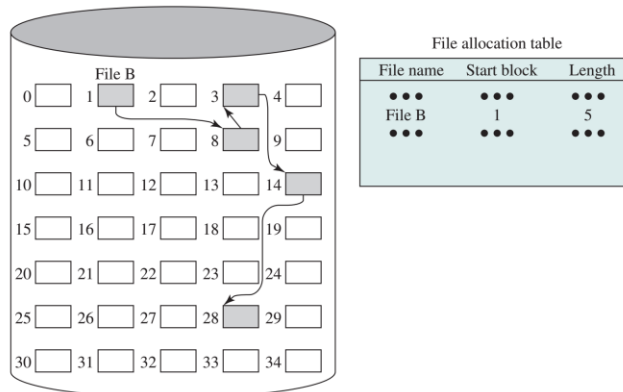 File B
0 1 2 3 4
5 6 7 8 9
10 11 12 13 14
15 16 17 18 19
20 21 22 23 24
25 26 27 28 29
30 31 32 33 34
File allocation table
File name Start block Length
••• ••• •••
File B 1 5
••• ••• •••